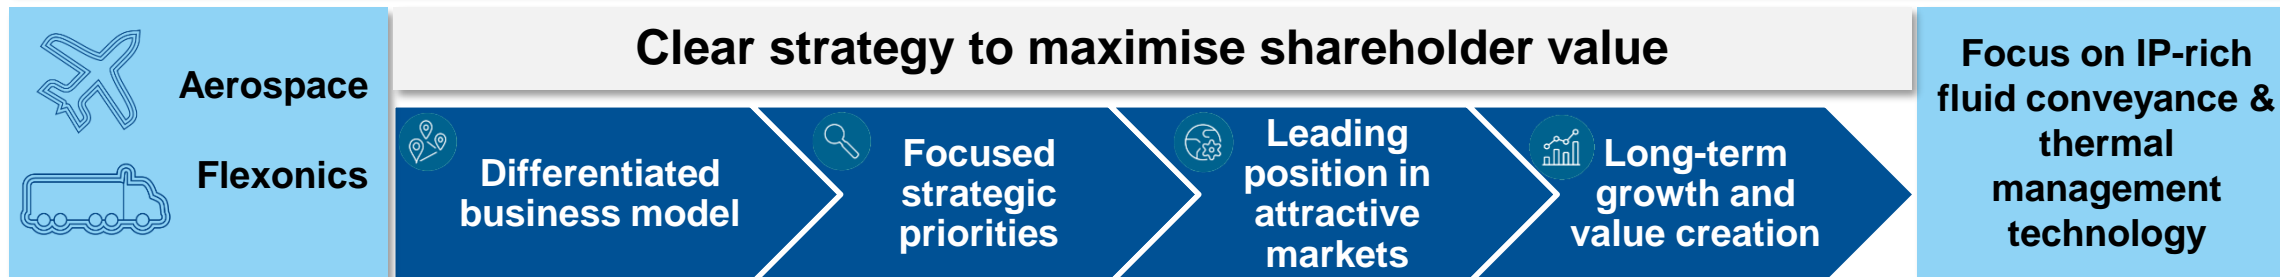 Aerospace
Flexonics
Clear strategy to maximise shareholder value
Differentiated
business model
Focused
strategic
priorities
Leading
position in
attractive
markets
Long-term
growth and
value creation
Focus on IP-rich
fluid conveyance &
thermal
management
technology